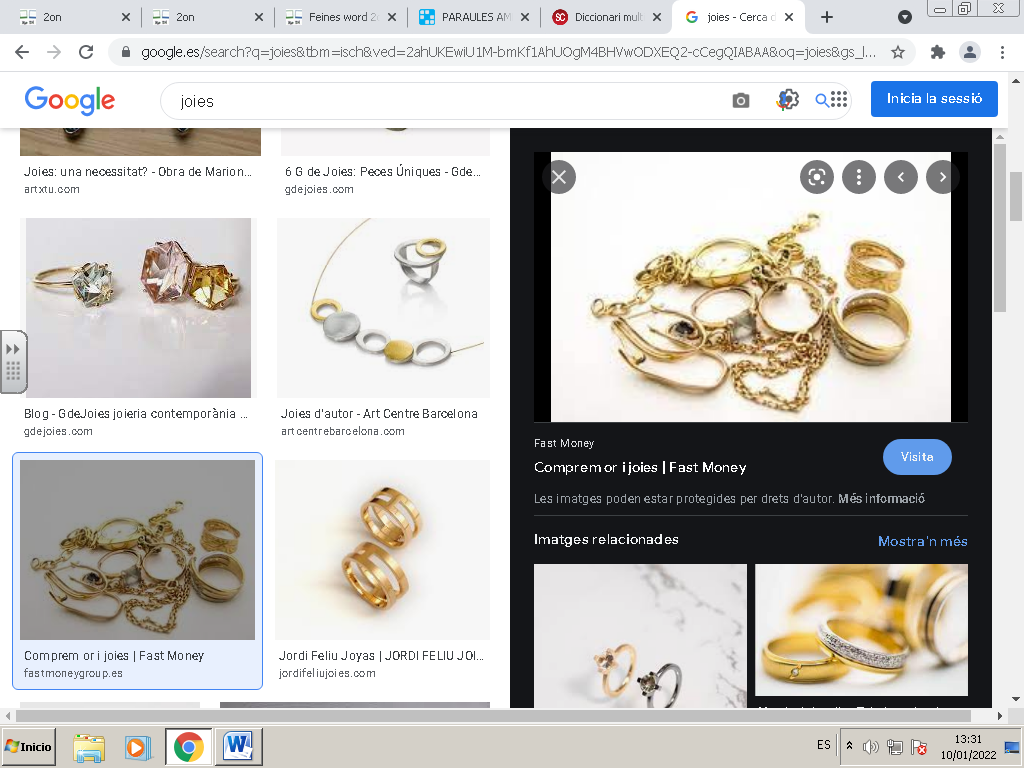 2on
2on
Feines word 2
PARAULES AM
Diccionari mult
joies - Cerca d
google.es/search?q=joies&tbm=isch&ved=2ahUKEwiU1M-bmKf1AhUOgM4BHVwODXEQ2-cCegQIABAA&oq=joies&gs_l...
Google
joies
Inicia la sessió
Joies: una necessitat? - Obra de Marion...
artxtu.com
6 G de Joies: Peces Úniques - Gde...
gdejoies.com
Blog - GdeJoies joieria contemporània ...
gdejoies.com
Joies d'autor - Art Centre Barcelona
artcentrebarcelona.com
Comprem or i joies | Fast Money
fastmoneygroup.es
Jordi Feliu Joyas | JORDI FELIU JOI...
jordifeliujoies.com
Fast Money
Comprem or i joies | Fast Money
Visita
Les imatges poden estar protegides per drets d'autor. Més informació
Imatges relacionades
Mostra'n més
Inicio
ES
13:31
10/01/2022